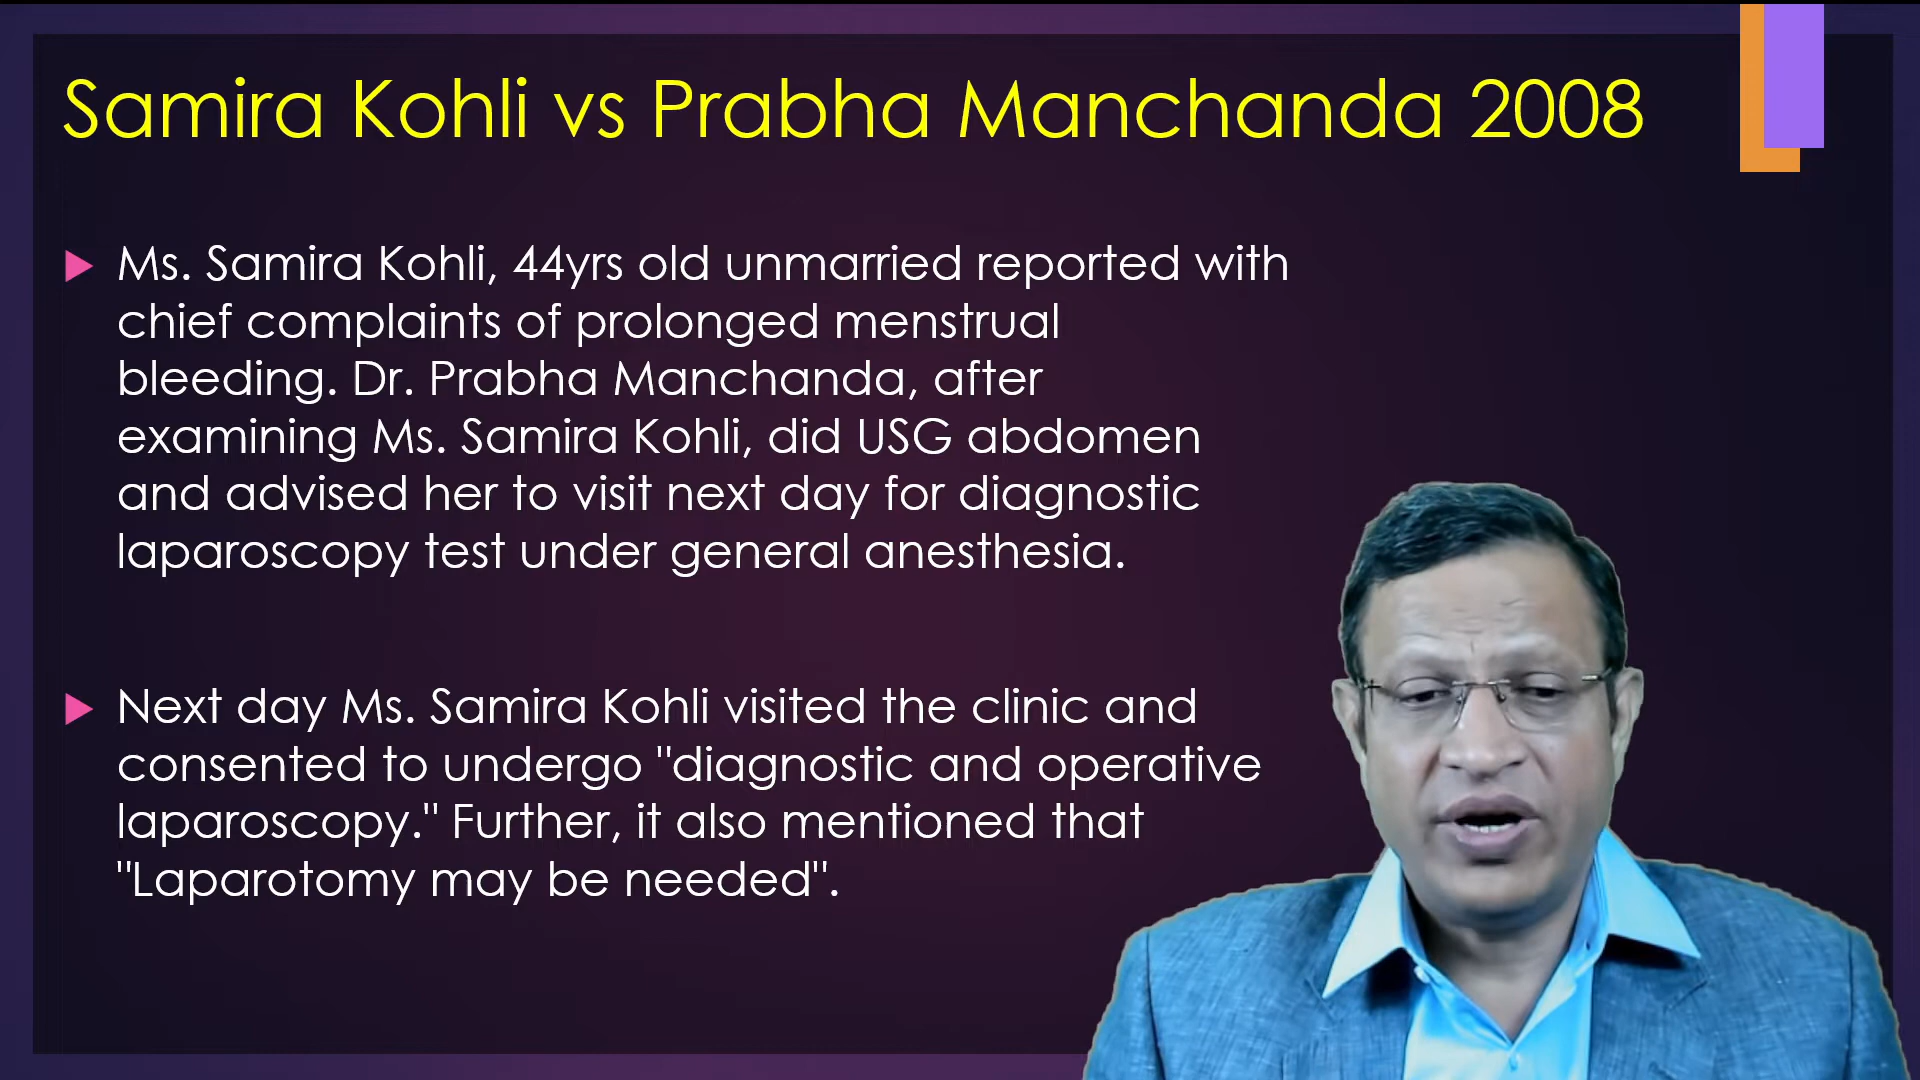 Samira Kohli vs Prabha Manchanda 2008
Ms. Samira Kohli, 44yrs old unmarried reported with
chief complaints of prolonged menstrual
bleeding. Dr. Prabha Manchanda, after
examining Ms. Samira Kohli, did USG abdomen
and advised her to visit next day for diagnostic
laparoscopy test under general anesthesia.
Next day Ms. Samira Kohli visited the clinic and
consented to undergo "diagnostic and operative
laparoscopy." Further, it also mentioned that
"Laparotomy may be needed".